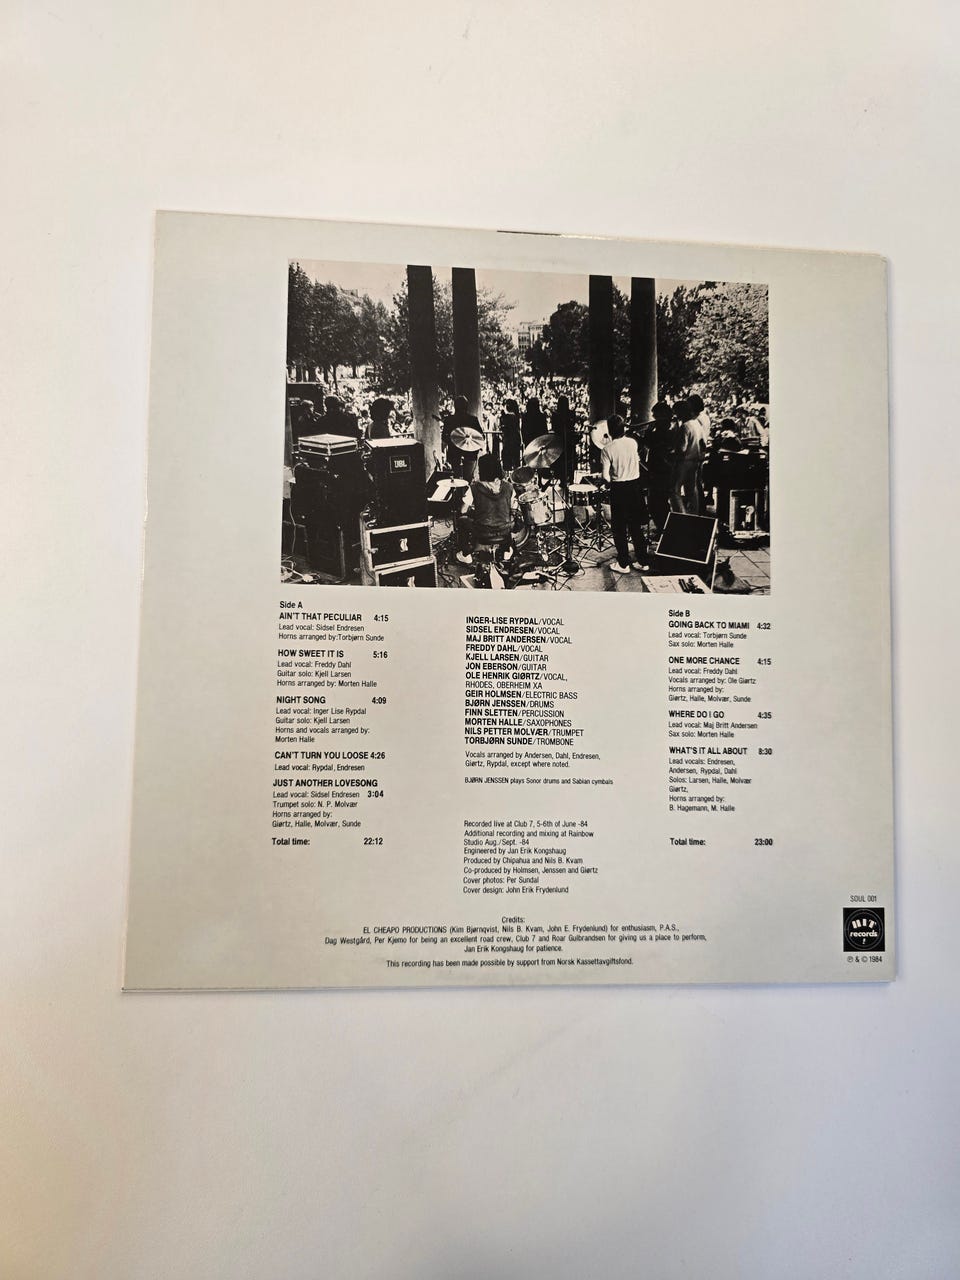 JBL
Side A
AIN'T THAT PECULIAR 4:15
Lead vocal: Sidsel Endresen
Horns arranged by:Torbjørn Sunde
HOW SWEET IT IS 5:16
Lead vocal: Freddy Dahl
Guitar solo: Kjell Larsen
Horns arranged by: Morten Halle
NIGHT SONG 4:09
Lead vocal: Inger Lise Rypdal
Guitar solo: Kjell Larsen
Horns and vocals arranged by:
Morten Halle
CAN'T TURN YOU LOOSE 4:26
Lead vocal: Rypdal, Endresen
JUST ANOTHER LOVESONG
Lead vocal: Sidsel Endresen 3:04
Trumpet solo: N. P. Molvær
Horns arranged by:
Giørtz, Halle, Molvær, Sunde
Total time: 22:12
INGER-LISE RYPDAL/VOCAL
SIDSEL ENDRESEN/VOCAL
MAJ BRITT ANDERSEN/VOCAL
FREDDY DAHL/VOCAL
KJELL LARSEN/GUITAR
JON EBERSON/GUITAR
OLE HENRIK GIØRTZ/VOCAL,
RHODES, OBERHEIM XA
GEIR HOLMSEN/ELECTRIC BASS
BJØRN JENSSEN/DRUMS
FINN SLETTEN/PERCUSSION
MORTEN HALLE/SAXOPHONES
NILS PETTER MOLVÆR/TRUMPET
TORBJØRN SUNDE/TROMBONE
Vocals arranged by Andersen, Dahl, Endresen,
Giørtz, Rypdal, except where noted.
BJØRN JENSSEN plays Sonor drums and Sabian cymbals
Recorded live at Club 7, 5-6th of June -84
Additional recording and mixing at Rainbow
Studio Aug./Sept. -84
Engineered by Jan Erik Kongshaug
Produced by Chipahua and Nils B. Kvam
Co-produced by Holmsen, Jenssen and Giørtz
Cover photos: Per Sundal
Cover design: John Erik Frydenlund
Side B
GOING BACK TO MIAMI 4:32
Lead vocal: Torbjørn Sunde
Sax solo: Morten Halle
ONE MORE CHANCE 4:15
Lead vocal: Freddy Dahl
Vocals arranged by: Ole Giørtz
Horns arranged by:
Giørtz, Halle, Molvær, Sunde
WHERE DO I GO 4:35
Lead vocal: Maj Britt Andersen
Sax solo: Morten Halle
WHAT'S IT ALL ABOUT 8:30
Lead vocals: Endresen,
Andersen, Rypdal, Dahl
Solos: Larsen, Halle, Molvær
Giørtz,
Horns arranged by:
B. Hagemann, M. Halle
Total time: 23:00
Credits:
EL CHEAPO PRODUCTIONS (Kim Bjørnqvist, Nils B. Kvam, John E. Frydenlund) for enthusiasm, P.A.S.,
Dag Westgård, Per Kjemo for being an excellent road crew, Club 7 and Roar Gulbrandsen for giving us a place to perform,
Jan Erik Kongshaug for patience.
This recording has been made possible by support from Norsk Kassettavgiftsfond.
SOUL 001
HIT
records
!
℗ & © 1984